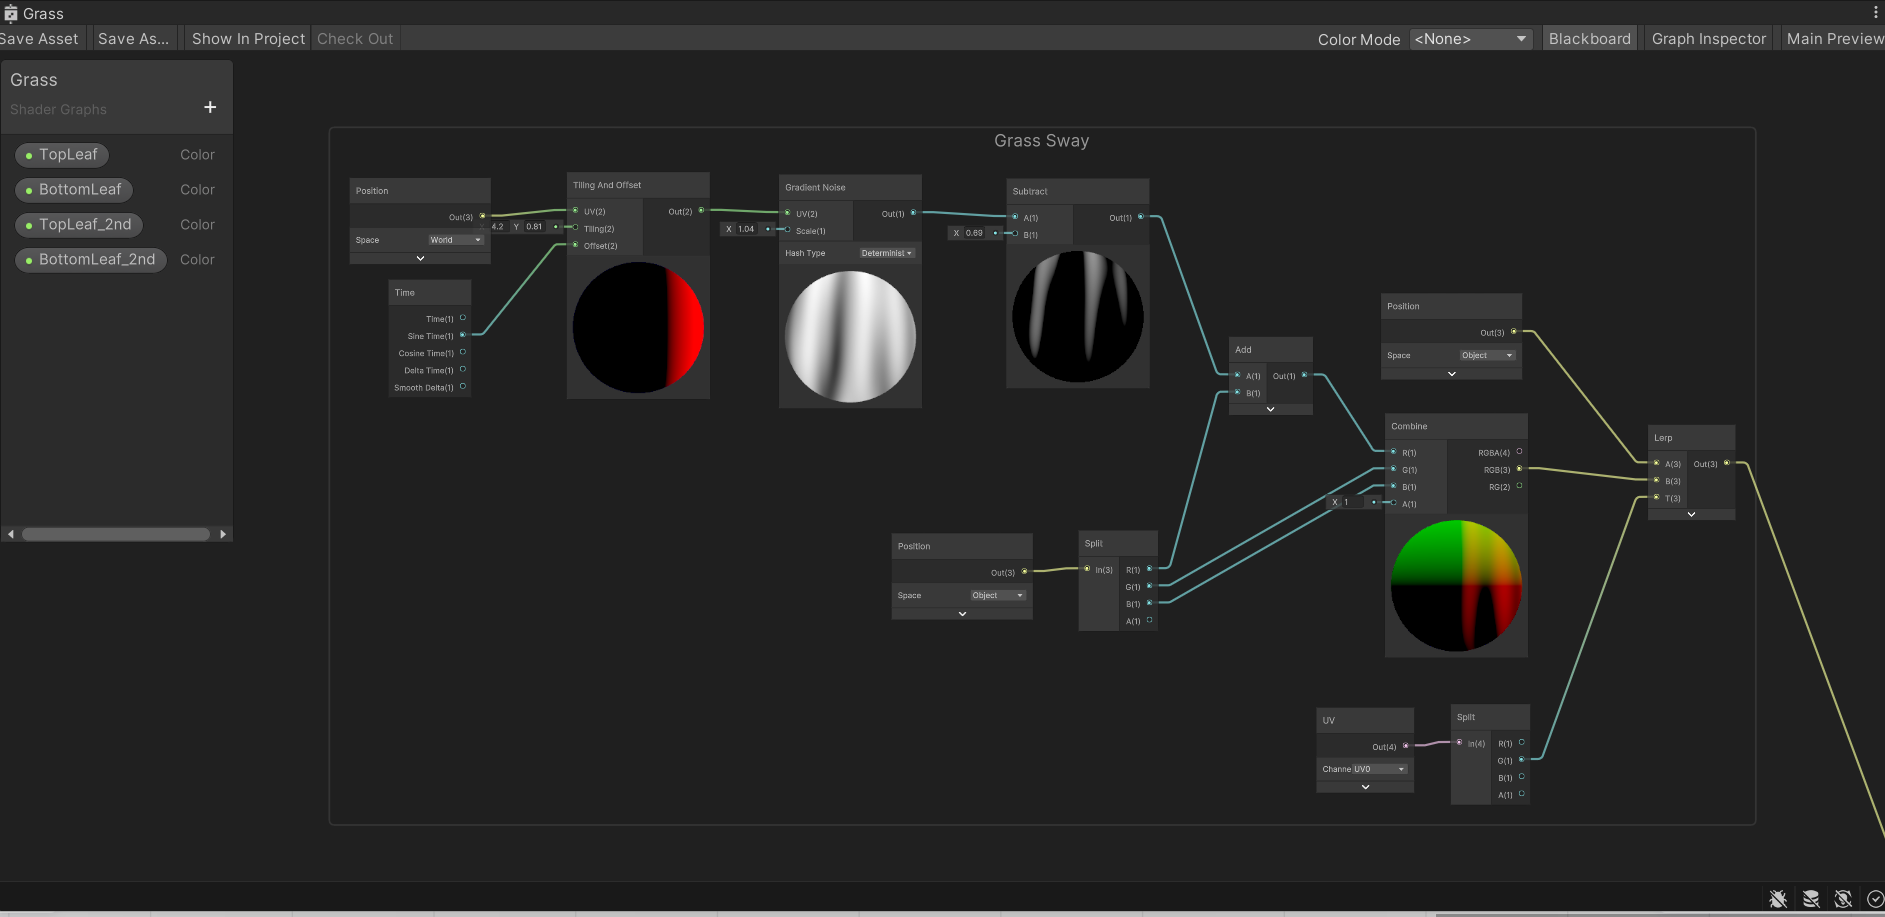 Grass
Save Asset
Save As...
Show In Project
Check Out
Color Mode
<None>
Blackboard
Graph Inspector
Main Preview
Grass
Shader Graphs
+
TopLeaf Color
BottomLeaf Color
TopLeaf_2nd Color
BottomLeaf_2nd Color
Grass Sway
Position
Out(3)
Space World
Time
Time(1)
Sine Time(1)
Cosine Time(1)
Delta Time(1)
Smooth Delta(1)
X 4.2 Y 0.81
Tiling And Offset
UV(2) Out(2)
Tiling(2)
Offset(2)
X 1.04
Gradient Noise
UV(2) Out(1)
Scale(1)
Hash Type Determinist
X 0.69
Subtract
A(1) Out(1)
B(1)
Add
A(1) Out(1)
B(1)
Position
Out(3)
Space Object
Combine
R(1) RGBA(4)
G(1) RGB(3)
B(1) RG(2)
A(1)
X 1
Lerp
A(3) Out(3)
B(3)
T(3)
Position
Out(3)
Space Object
Split
In(3) R(1)
G(1)
B(1)
A(1)
UV
Out(4)
Channe UV0
Split
In(4) R(1)
G(1)
B(1)
A(1)